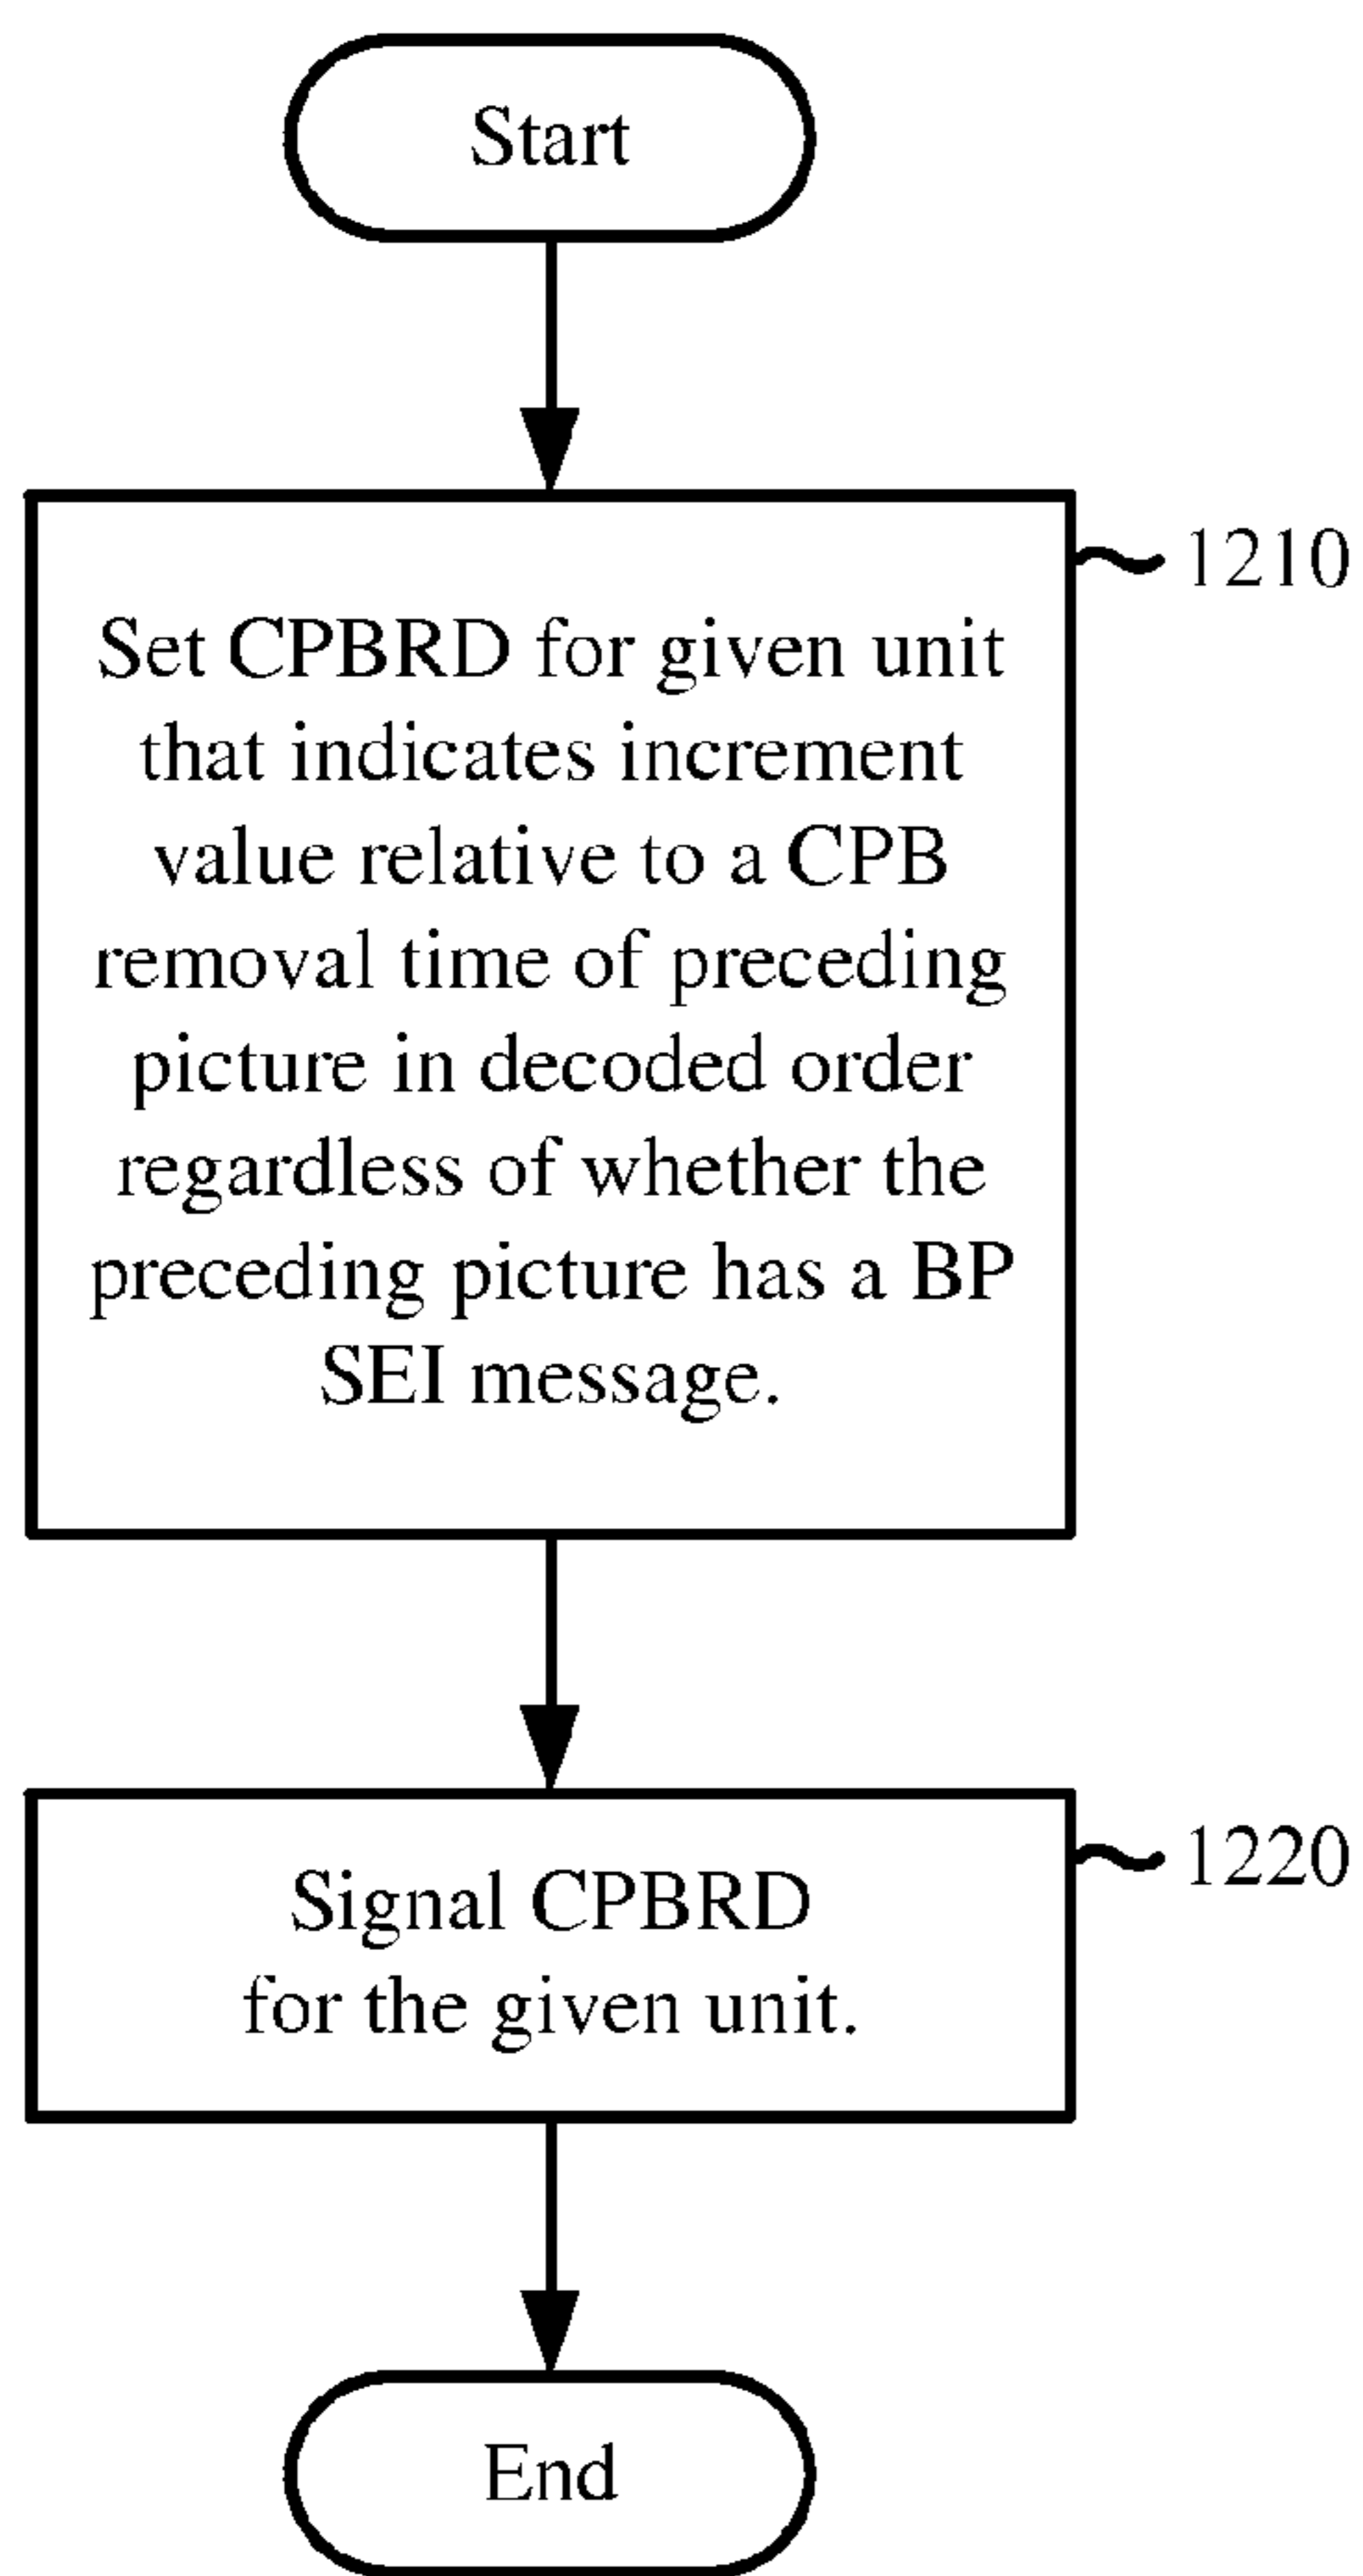 Start
1210
Set CPBRD for given unit
that indicates increment
value relative to a CPB
removal time of preceding
picture in decoded order
regardless of whether the
preceding picture has a BP
SEI message.
1220
Signal CPBRD
for the given unit.
End